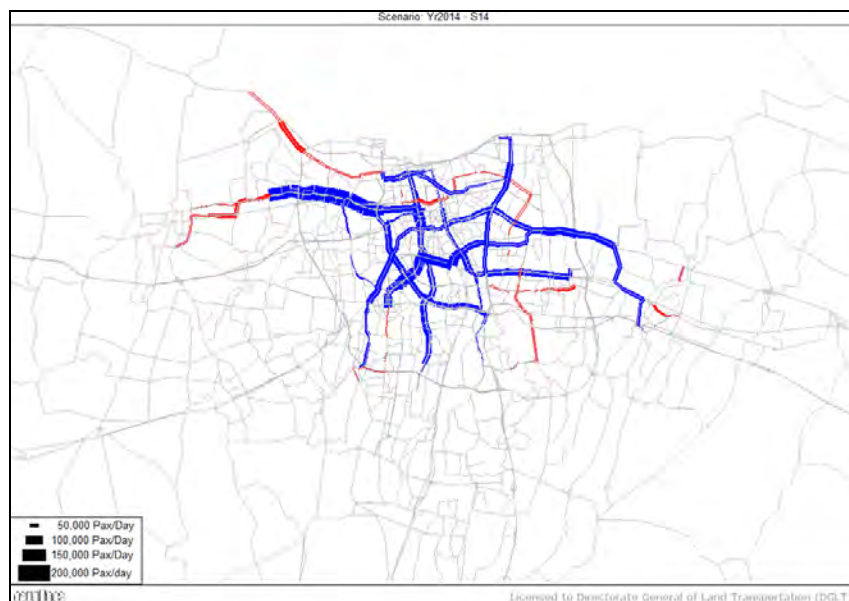 Scenario: Yr2014 - S14
50,000 Pax/Day
100,000 Pax/Day
150,000 Pax/Day
200,000 Pax/day
Licensed to Directorate General of Land Transportation (DGLT